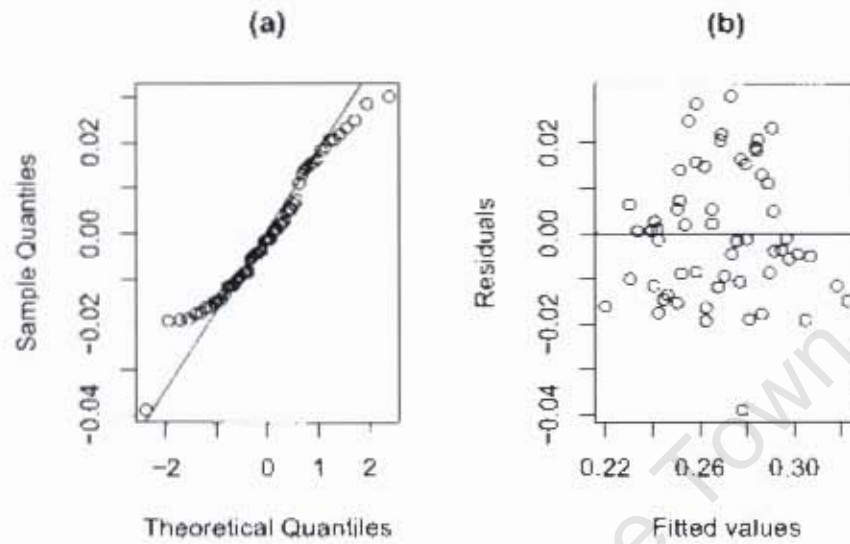 (a)
(b)
Sample Quantiles
0.02
0.00
−0.02
−0.04
−2
0
1
2
Theoretical Quantiles
Residuals
0.02
0.00
−0.02
−0.04
0.22
0.26
0.30
Fitted values
Town